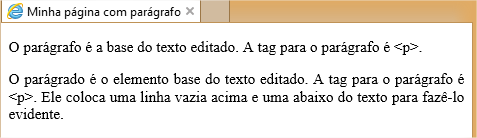 Minha página com parágrafo
O parágrafo é a base do texto editado. A tag para o parágrafo é <p>.
O parágrado é o elemento base do texto editado. A tag para o parágrafo é
<p>. Ele coloca uma linha vazia acima e uma abaixo do texto para fazê-lo
evidente.